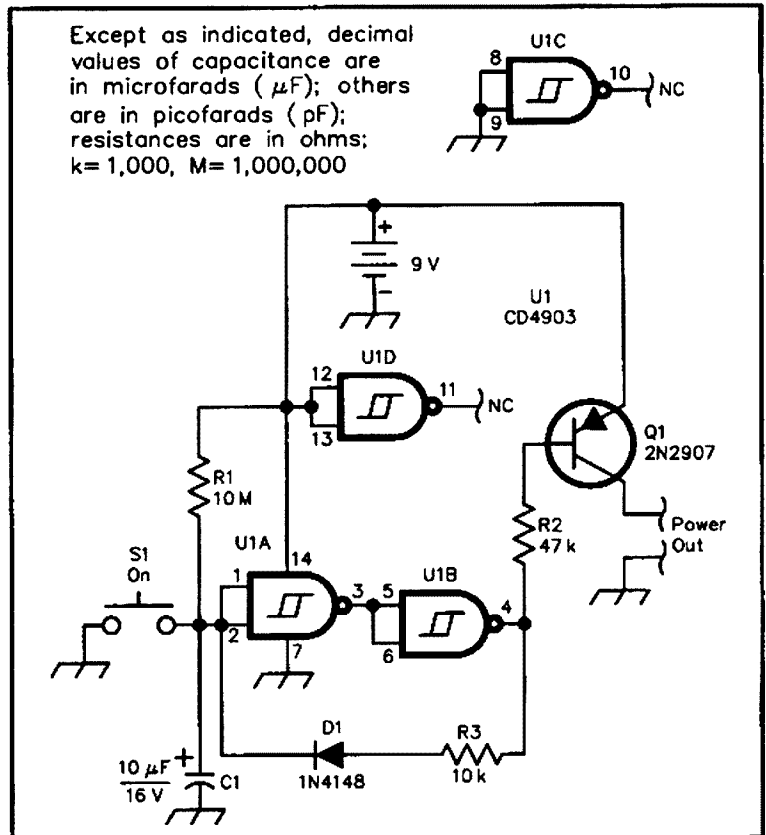 Except as indicated, decimal
values of capacitance are
in microfarads ( µF); others
are in picofarads ( pF);
resistances are in ohms;
k= 1,000, M= 1,000,000
U1C
8
9
10
NC
+
9 V
-
U1
CD4903
U1D
12
13
11
NC
Q1
2N2907
R1
10 M
R2
47 k
Power
Out
S1
On
U1A
1
2
14
3
7
U1B
5
6
4
D1
1N4148
R3
10 k
+
10 µF
16 V
C1